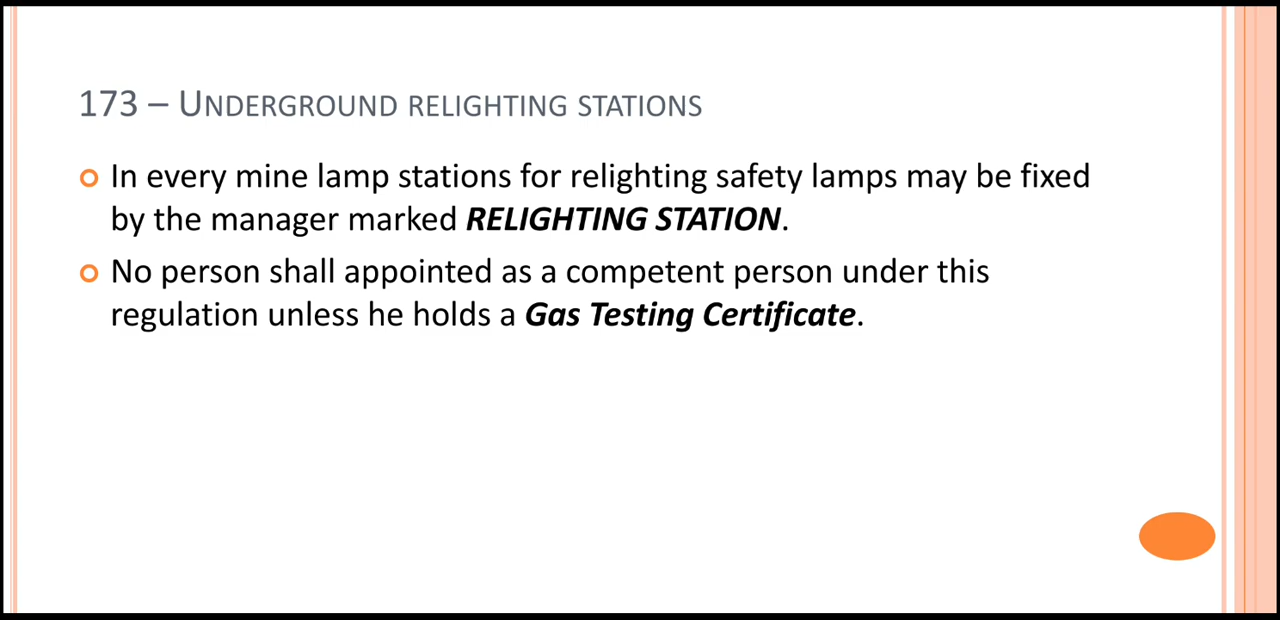 173 – Underground relighting stations
In every mine lamp stations for relighting safety lamps may be fixed
by the manager marked RELIGHTING STATION.
No person shall appointed as a competent person under this
regulation unless he holds a Gas Testing Certificate.